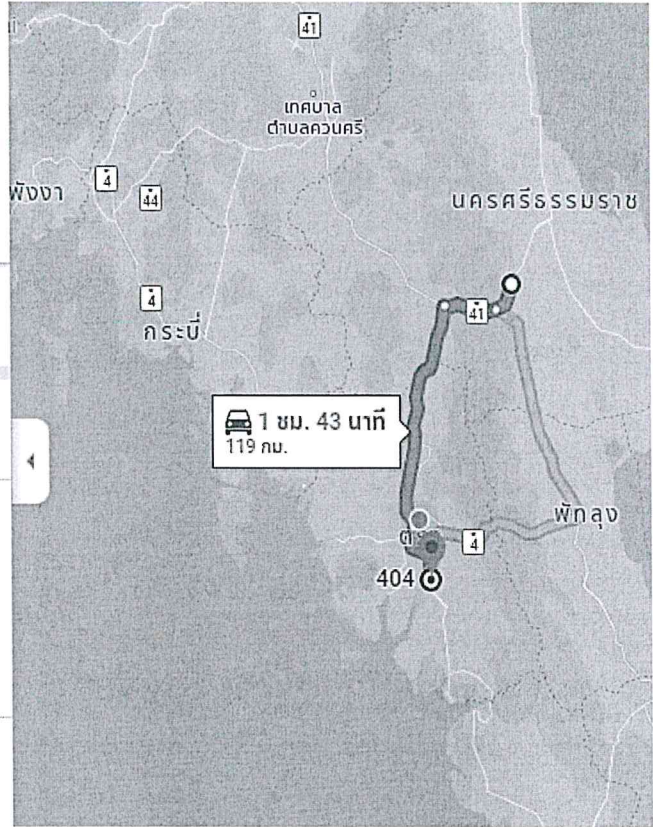 41
เทศบาล
ตำบลควนศรี
พังงา
4
44
นครศรีธรรมราช
4
กระบี่
41
1 ชม. 43 นาที
119 กม.
พัทลุง
4
404